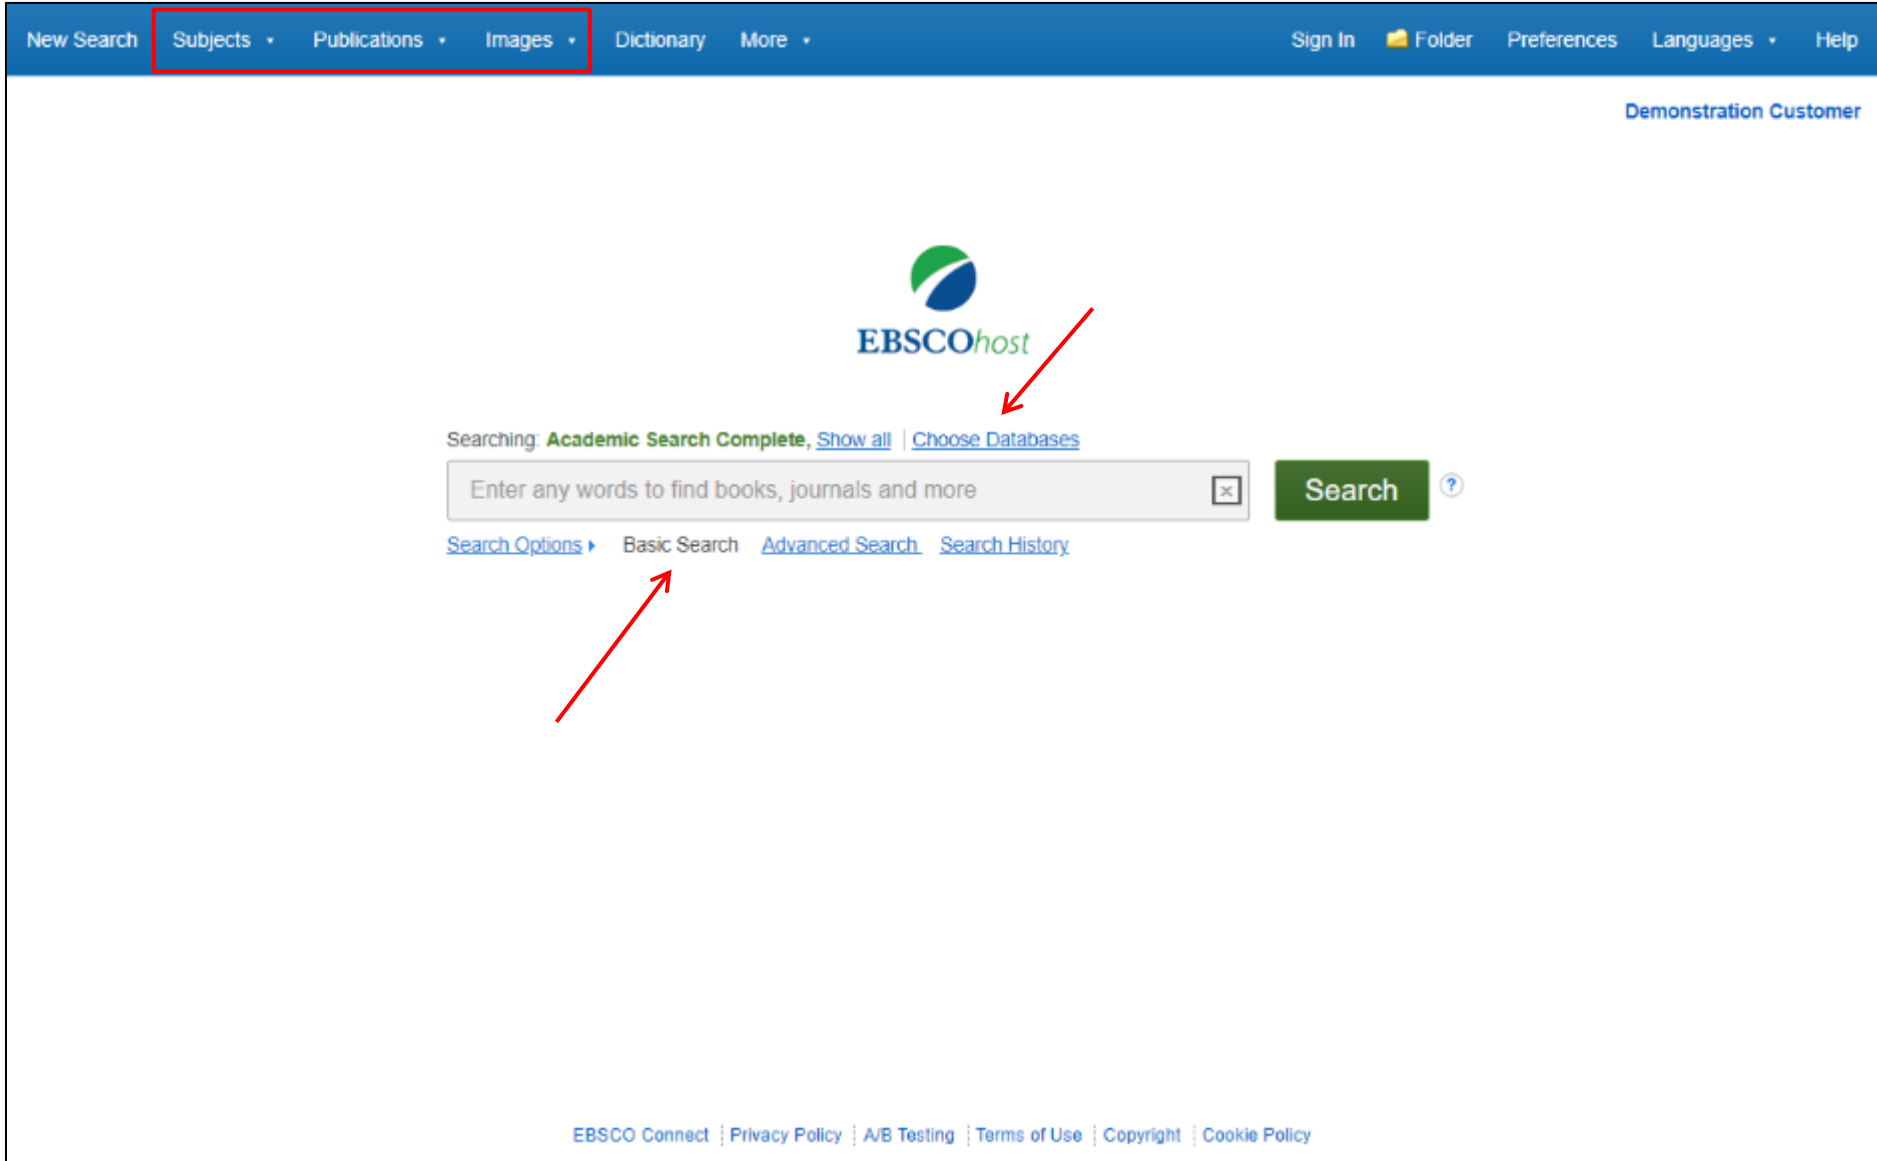 New Search Subjects Publications Images Dictionary More Sign In Folder Preferences Languages Help
Demonstration Customer
EBSCOhost
Searching: Academic Search Complete, Show all Choose Databases
Enter any words to find books, journals and more Search ?
Search Options Basic Search Advanced Search Search History
EBSCO Connect Privacy Policy A/B Testing Terms of Use Copyright Cookie Policy